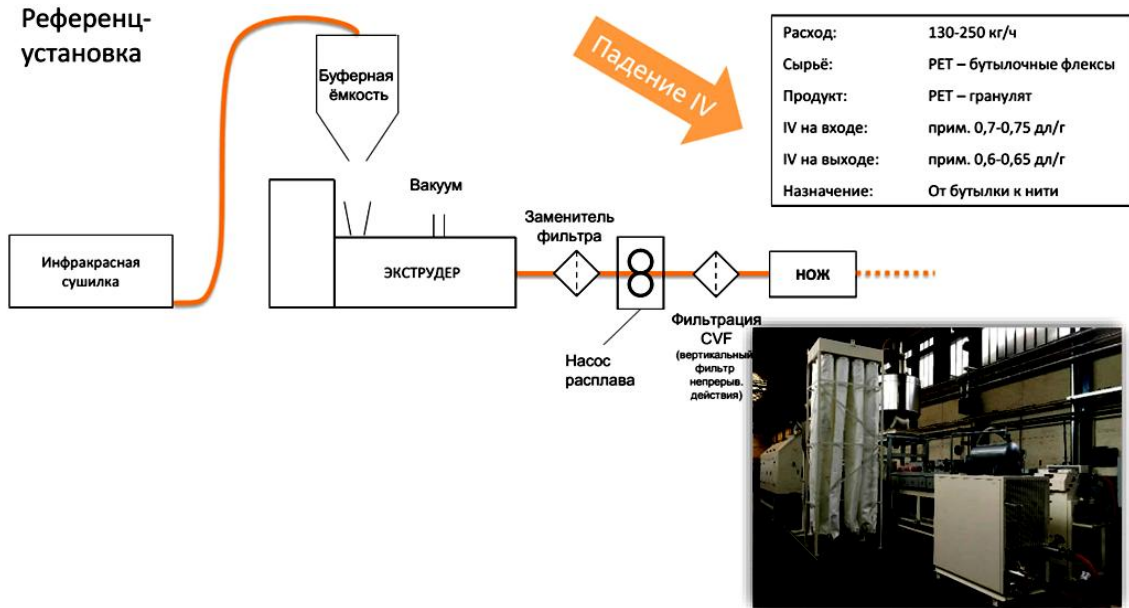 Референц-
установка
Буферная
ёмкость
Падение IV
Расход: 130-250 кг/ч
Сырьё: PET – бутылочные флексы
Продукт: PET – гранулят
IV на входе: прим. 0,7-0,75 дл/г
IV на выходе: прим. 0,6-0,65 дл/г
Назначение: От бутылки к нити
Вакуум
Заменитель
фильтра
Инфракрасная
сушилка
ЭКСТРУДЕР
НОЖ
Насос
расплава
Фильтрация
CVF
(вертикальный
фильтр
непрерыв.
действия)